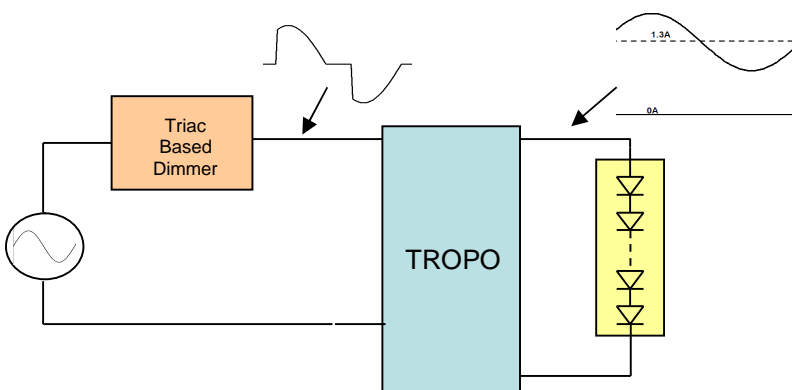 1.3A
0A
Triac
Based
Dimmer
TROPO